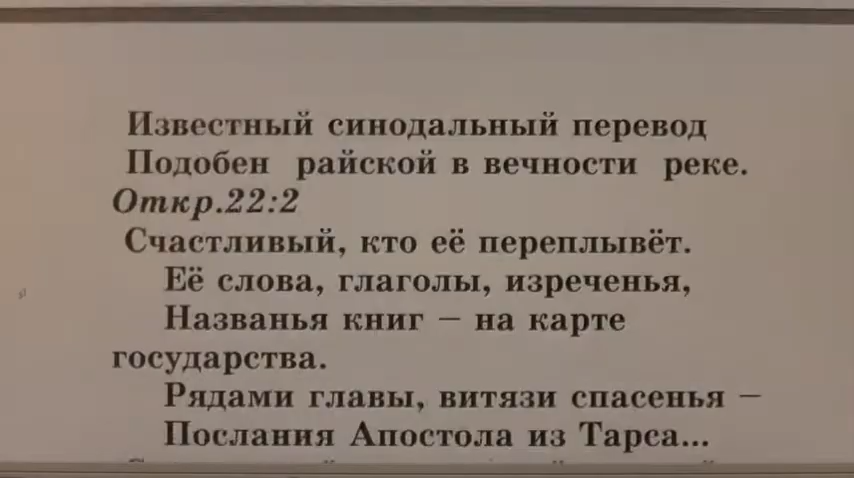 Известный синодальный перевод
Подобен райской в вечности реке.
Откр.22:2
Счастливый, кто её переплывёт.
Её слова, глаголы, изреченья,
Названья книг – на карте
государства.
Рядами главы, витязи спасенья –
Послания Апостола из Тарса...